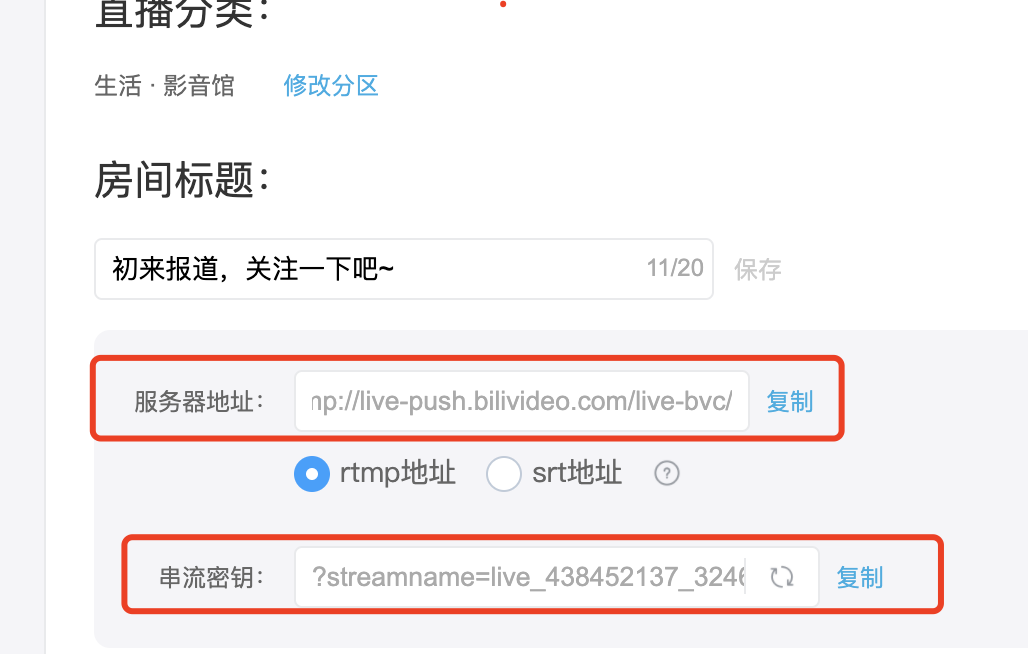 直播分类：
生活 · 影音馆 修改分区
房间标题：
初来报道，关注一下吧~ 11/20 保存
服务器地址： mp://live-push.bilivideo.com/live-bvc/ 复制
rtmp地址 srt地址 ?
串流密钥： ?streamname=live_438452137_3246 复制